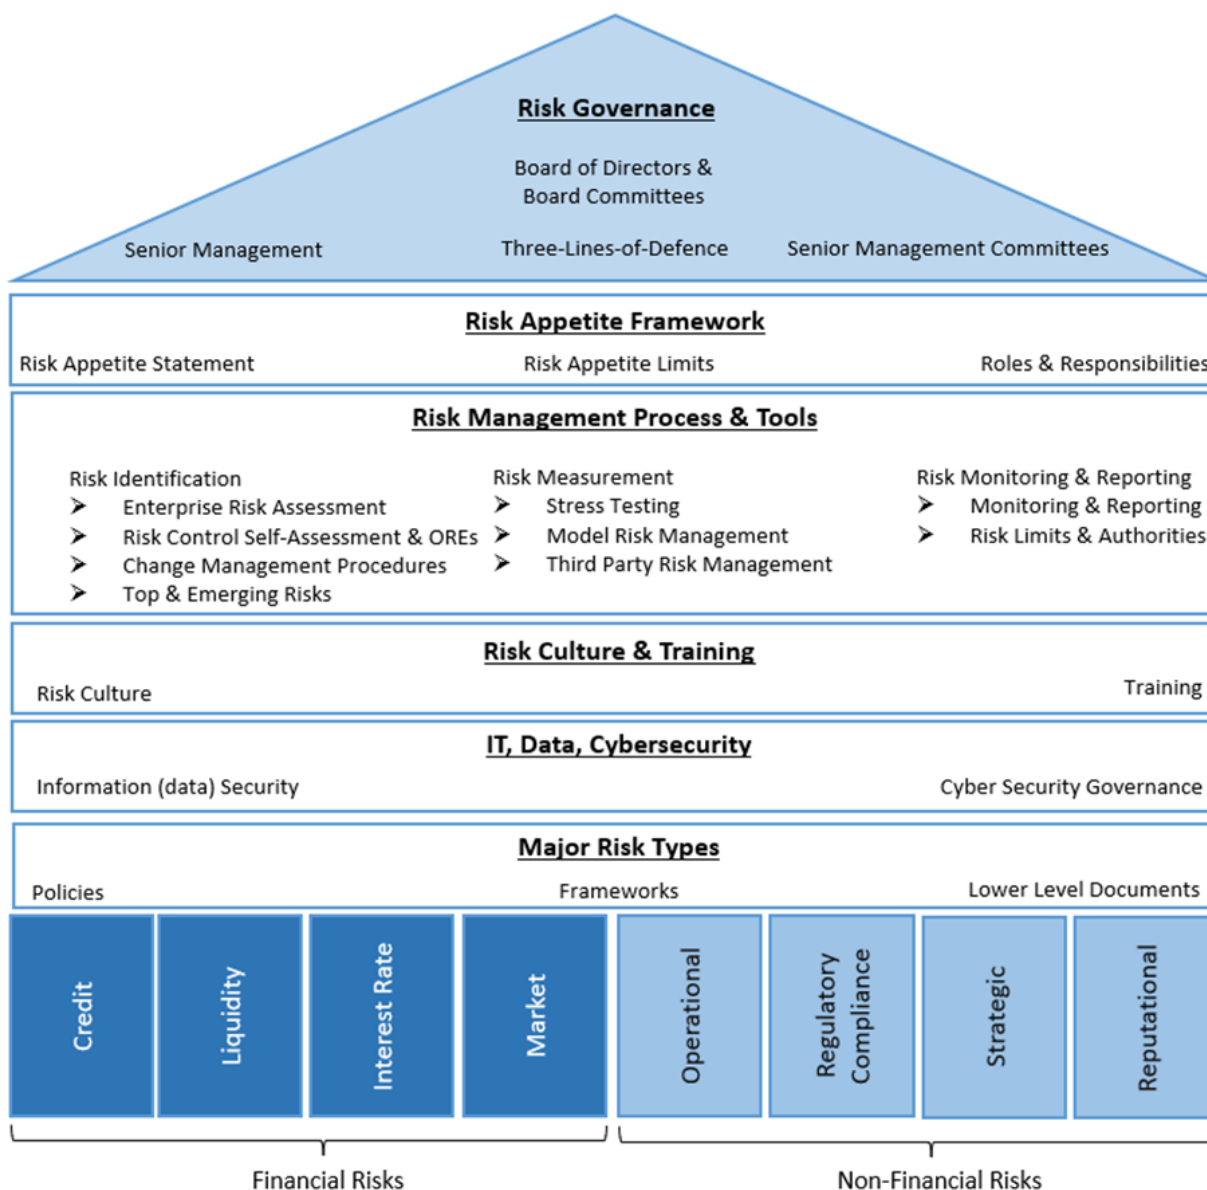 Risk Governance
Board of Directors &
Board Committees
Senior Management
Three-Lines-of-Defence
Senior Management Committees
Risk Appetite Framework
Risk Appetite Statement
Risk Appetite Limits
Roles & Responsibilities
Risk Management Process & Tools
Risk Identification
➢ Enterprise Risk Assessment
➢ Risk Control Self-Assessment & OREs
➢ Change Management Procedures
➢ Top & Emerging Risks
Risk Measurement
➢ Stress Testing
➢ Model Risk Management
➢ Third Party Risk Management
Risk Monitoring & Reporting
➢ Monitoring & Reporting
➢ Risk Limits & Authorities
Risk Culture & Training
Risk Culture
Training
IT, Data, Cybersecurity
Information (data) Security
Cyber Security Governance
Major Risk Types
Policies
Frameworks
Lower Level Documents
Credit
Liquidity
Interest Rate
Market
Operational
Regulatory
Compliance
Strategic
Reputational
Financial Risks
Non-Financial Risks